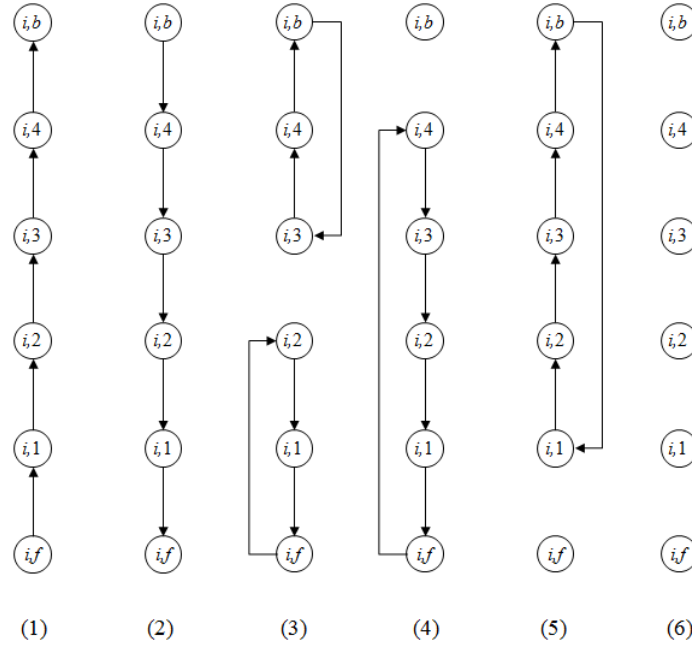 i,b i,b i,b i,b i,b i,b
i,4 i,4 i,4 i,4 i,4 i,4
i,3 i,3 i,3 i,3 i,3 i,3
i,2 i,2 i,2 i,2 i,2 i,2
i,1 i,1 i,1 i,1 i,1 i,1
i,f i,f i,f i,f i,f i,f
(1) (2) (3) (4) (5) (6)